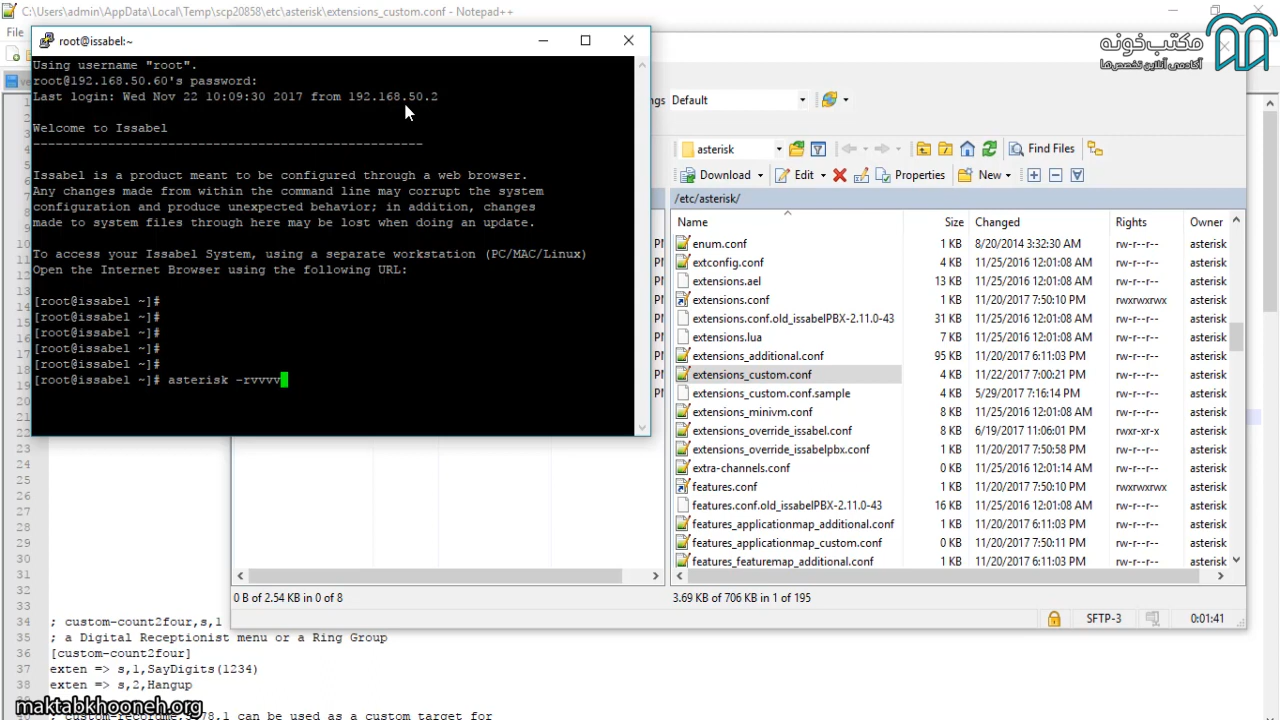 C:\Users\admin\AppData\Local\Temp\scp20858\etc\asterisk\extensions_custom.conf - Notepad++
File
root@issabel:~
مکتب‌خونه
آکادمی آنلاین تخصص‌ها
Using username "root".
root@192.168.50.60's password:
Last login: Wed Nov 22 10:09:30 2017 from 192.168.50.2
Welcome to Issabel
----------------------------------------------------
Issabel is a product meant to be configured through a web browser.
Any changes made from within the command line may corrupt the system
configuration and produce unexpected behavior; in addition, changes
made to system files through here may be lost when doing an update.
To access your Issabel System, using a separate workstation (PC/MAC/Linux)
Open the Internet Browser using the following URL:
[root@issabel ~]#
[root@issabel ~]#
[root@issabel ~]#
[root@issabel ~]#
[root@issabel ~]#
[root@issabel ~]# asterisk -rvvvv
ngs Default
asterisk
Find Files
Download Edit Properties New
/etc/asterisk/
Name Size Changed Rights Owner
enum.conf 1 KB 8/20/2014 3:32:30 AM rw-r--r-- asterisk
extconfig.conf 4 KB 11/25/2016 12:01:08 AM rw-r--r-- asterisk
extensions.ael 13 KB 11/25/2016 12:01:08 AM rw-r--r-- asterisk
extensions.conf 1 KB 11/20/2017 7:50:10 PM rwxrwxrwx asterisk
extensions.conf.old_issabelPBX-2.11.0-43 31 KB 11/25/2016 12:01:08 AM rw-r--r-- asterisk
extensions.lua 7 KB 11/25/2016 12:01:08 AM rw-r--r-- asterisk
extensions_additional.conf 95 KB 11/20/2017 6:11:03 PM rw-r--r-- asterisk
extensions_custom.conf 4 KB 11/22/2017 7:00:21 PM rw-r--r-- asterisk
extensions_custom.conf.sample 4 KB 5/29/2017 7:16:14 PM rw-r--r-- asterisk
extensions_minivm.conf 4 KB 11/25/2016 12:01:08 AM rw-r--r-- asterisk
extensions_override_issabel.conf 4 KB 6/19/2017 11:06:01 PM rwxr-xr-x asterisk
extensions_override_issabelpbx.conf 1 KB 11/20/2017 7:50:58 PM rw-r--r-- asterisk
extra-channels.conf 0 KB 11/25/2016 12:01:14 AM rw-r--r-- asterisk
features.conf 1 KB 11/20/2017 7:50:10 PM rwxrwxrwx asterisk
features.conf.old_issabelPBX-2.11.0-43 16 KB 11/25/2016 12:01:08 AM rw-r--r-- asterisk
features_applicationmap_additional.conf 1 KB 11/20/2017 6:11:03 PM rw-r--r-- asterisk
features_applicationmap_custom.conf 0 KB 11/20/2017 7:50:11 PM rw-r--r-- asterisk
features_featuremap_additional.conf 1 KB 11/20/2017 6:11:03 PM rw-r--r-- asterisk
0 B of 2.54 KB in 0 of 8
3.69 KB of 706 KB in 1 of 195
SFTP-3 0:01:41
22
23
24
25
26
27
28
29
30
31
32
33
34 ; custom-count2four,s,1
35 ; a Digital Receptionist menu or a Ring Group
36 [custom-count2four]
37 exten => s,1,SayDigits(1234)
38 exten => s,2,Hangup
maktabkhooneh.org